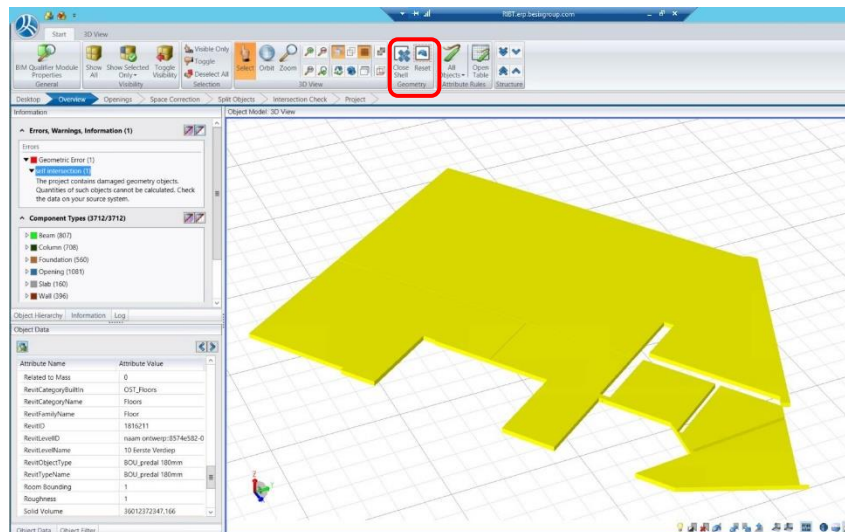 RIBT.erp.besixgroup.com
Start
3D View
BIM Qualifier Module
Properties
General
Show
All
Show Selected
Only
Toggle
Visibility
Visibility
Visible Only
Toggle
Deselect All
Selection
Select
Orbit
Zoom
3D View
Close
Shell
Reset
Geometry
All
Objects
Open
Table
Attribute Rules
Structure
Desktop
Overview
Openings
Space Correction
Split Objects
Intersection Check
Project
Information
Errors, Warnings, Information (1)
Errors
Geometric Error (1)
self intersection (1)
The project contains damaged geometry objects.
Quantities of such objects cannot be calculated. Check
the data on your source system.
Component Types (3712/3712)
Beam (807)
Column (708)
Foundation (560)
Opening (1081)
Slab (160)
Wall (396)
Object Hierarchy
Information
Log
Object Data
Attribute Name
Attribute Value
Related to Mass
0
RevitCategoryBuiltin
OST_Floors
RevitCategoryName
Floors
RevitFamilyName
Floor
RevitID
1816211
RevitLevelID
naam ontwerp::8574e582-0
RevitLevelName
10 Eerste Verdiep
RevitObjectType
BOU_predal 180mm
RevitTypeName
BOU_predal 180mm
Room Bounding
1
Roughness
1
Solid Volume
36012372347,166
Object Data
Object Filter
Object Model: 3D View